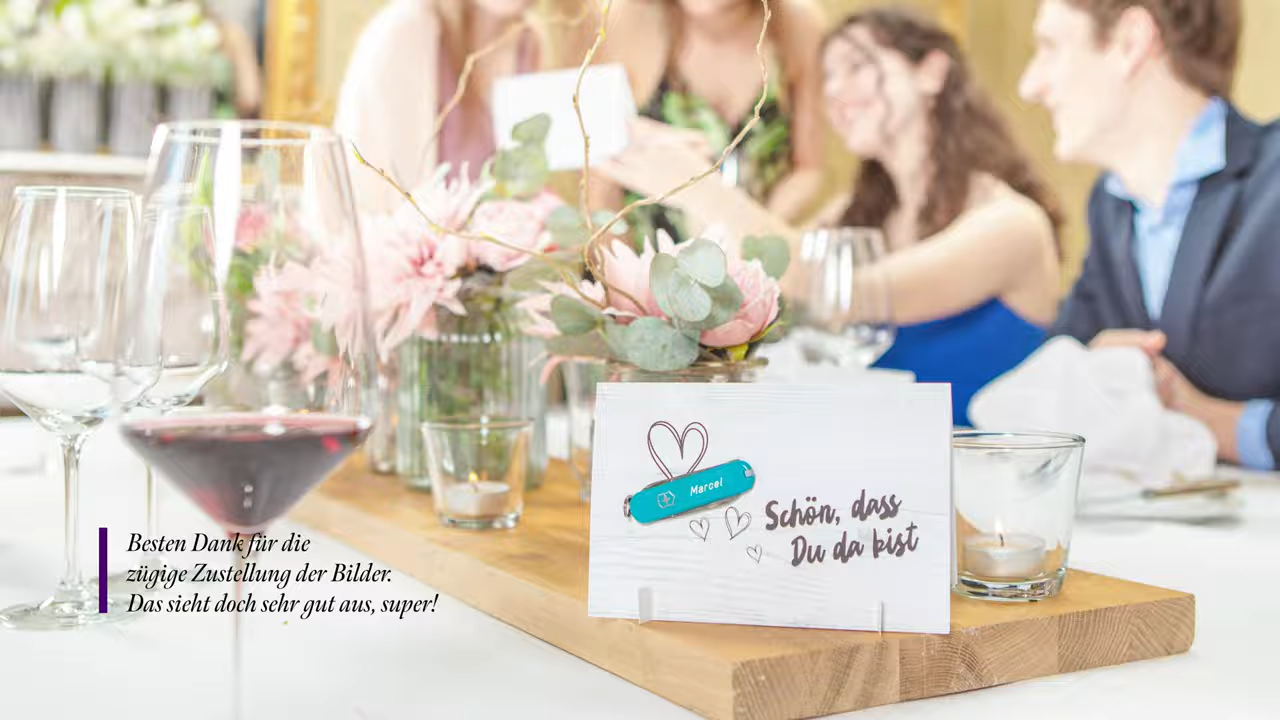 Marcel
Schön, dass
Du da bist
Besten Dank für die
zügige Zustellung der Bilder.
Das sieht doch sehr gut aus, super!